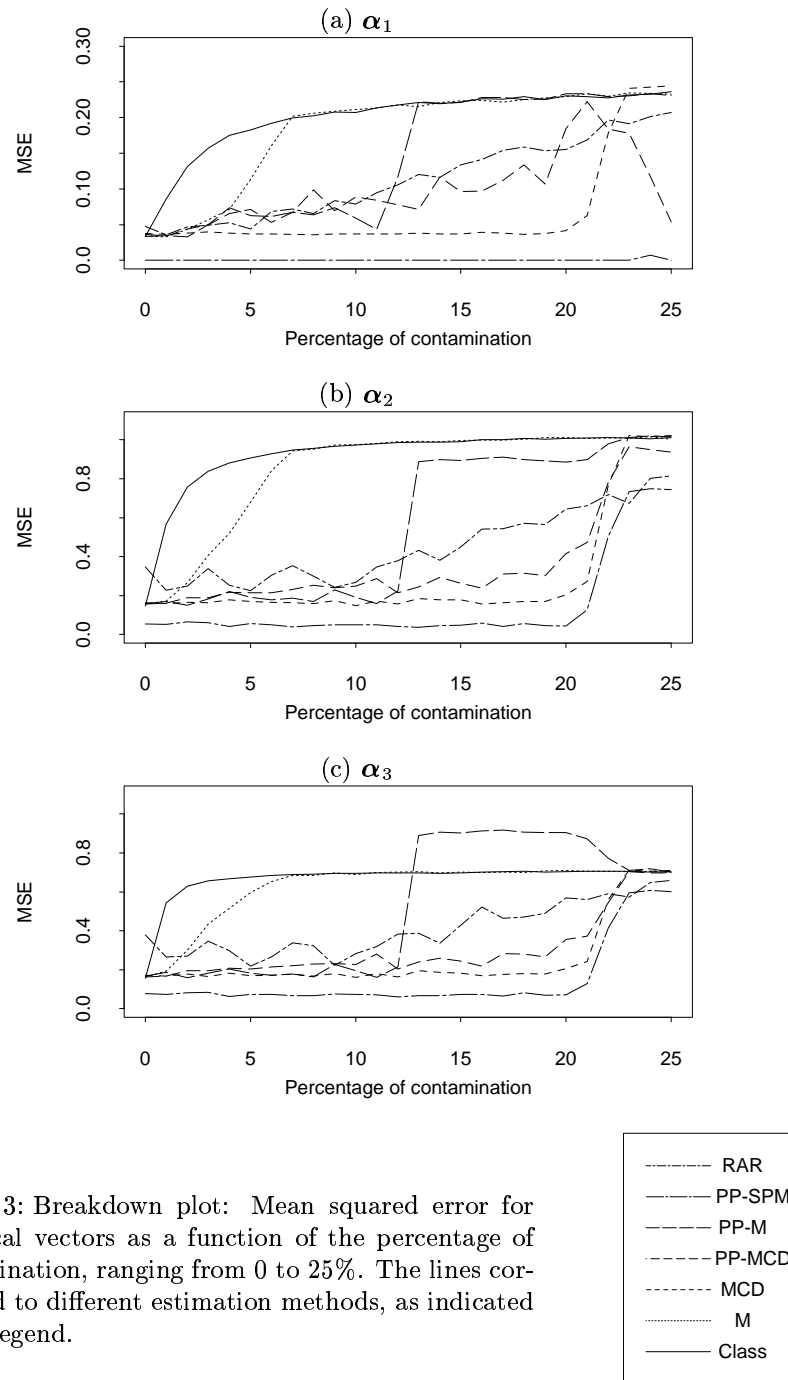 (a) α1
0.30
0.20
0.10
0.0
MSE
0 5 10 15 20 25
Percentage of contamination
(b) α2
0.8
0.4
0.0
MSE
0 5 10 15 20 25
Percentage of contamination
(c) α3
0.8
0.4
0.0
MSE
0 5 10 15 20 25
Percentage of contamination
3: Breakdown plot: Mean squared error for
al vectors as a function of the percentage of
ination, ranging from 0 to 25%. The lines cor-
d to different estimation methods, as indicated
egend.
RAR
PP-SPM
PP-M
PP-MCD
MCD
M
Class